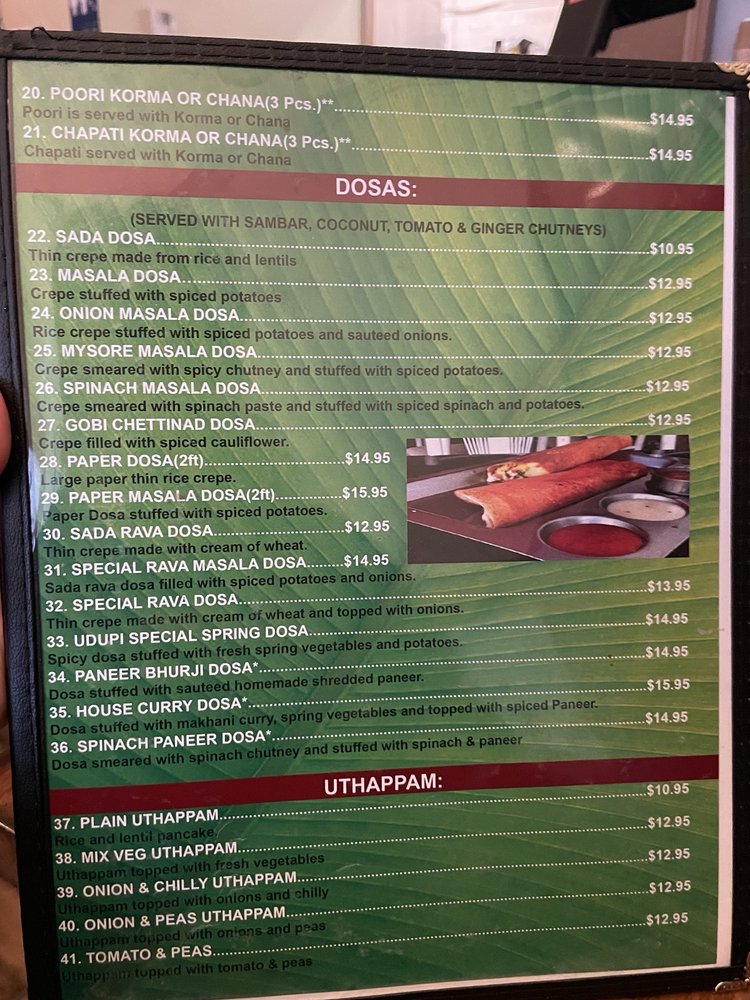 20. POORI KORMA OR CHANA(3 Pcs.)**......$14.95
Poori is served with Korma or Chana
21. CHAPATI KORMA OR CHANA(3 Pcs.)**......$14.95
Chapati served with Korma or Chana
DOSAS:
(SERVED WITH SAMBAR, COCONUT, TOMATO & GINGER CHUTNEYS)
22. SADA DOSA......$10.95
Thin crepe made from rice and lentils
23. MASALA DOSA......$12.95
Crepe stuffed with spiced potatoes
24. ONION MASALA DOSA......$12.95
Rice crepe stuffed with spiced potatoes and sauteed onions.
25. MYSORE MASALA DOSA......$12.95
Crepe smeared with spicy chutney and stuffed with spiced potatoes.
26. SPINACH MASALA DOSA......$12.95
Crepe smeared with spinach paste and stuffed with spiced spinach and potatoes.
27. GOBI CHETTINAD DOSA......$12.95
Crepe filled with spiced cauliflower.
28. PAPER DOSA(2ft)......$14.95
Large paper thin rice crepe.
29. PAPER MASALA DOSA(2ft)......$15.95
Paper Dosa stuffed with spiced potatoes.
30. SADA RAVA DOSA......$12.95
Thin crepe made with cream of wheat.
31. SPECIAL RAVA MASALA DOSA......$14.95
Sada rava dosa filled with spiced potatoes and onions.
32. SPECIAL RAVA DOSA......$13.95
Thin crepe made with cream of wheat and topped with onions.
33. UDUPI SPECIAL SPRING DOSA......$14.95
Spicy dosa stuffed with fresh spring vegetables and potatoes.
34. PANEER BHURJI DOSA*......$14.95
Dosa stuffed with sauteed homemade shredded paneer.
35. HOUSE CURRY DOSA*......$15.95
Dosa stuffed with makhani curry, spring vegetables and topped with spiced Paneer.
36. SPINACH PANEER DOSA*......$14.95
Dosa smeared with spinach chutney and stuffed with spinach & paneer
UTHAPPAM:
37. PLAIN UTHAPPAM......$10.95
Rice and lentil pancake
38. MIX VEG UTHAPPAM......$12.95
Uthappam topped with fresh vegetables
39. ONION & CHILLY UTHAPPAM......$12.95
Uthappam topped with onions and chilly
40. ONION & PEAS UTHAPPAM......$12.95
Uthappam topped with onions and peas
41. TOMATO & PEAS......$12.95
Uthappam topped with tomato & peas